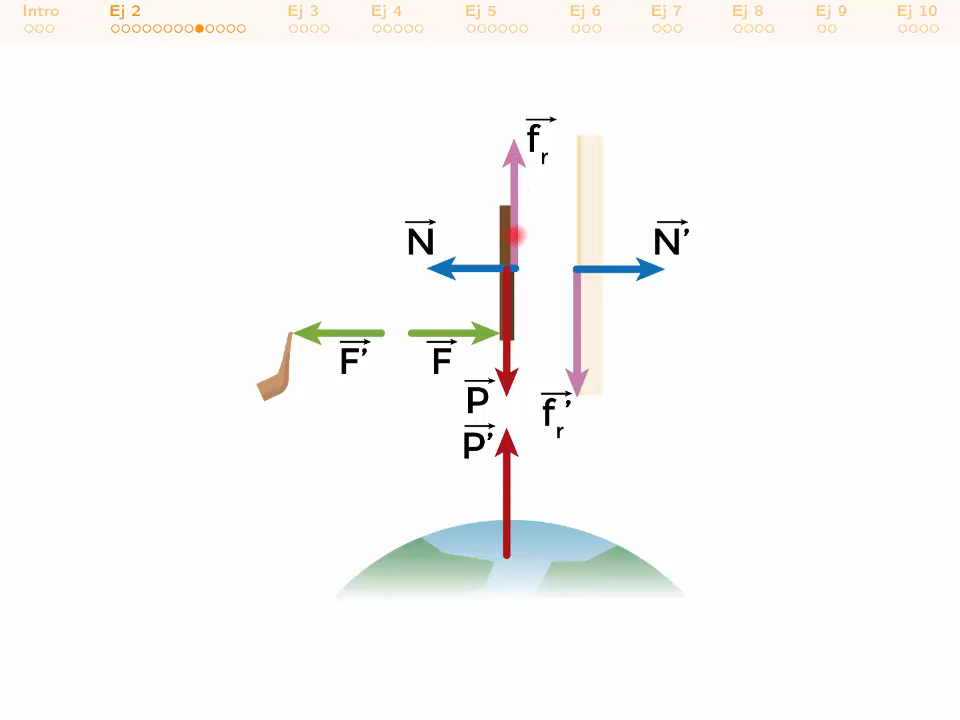 Intro Ej 2 Ej 3 Ej 4 Ej 5 Ej 6 Ej 7 Ej 8 Ej 9 Ej 10
fr
N N’
F’ F
P fr’
P’